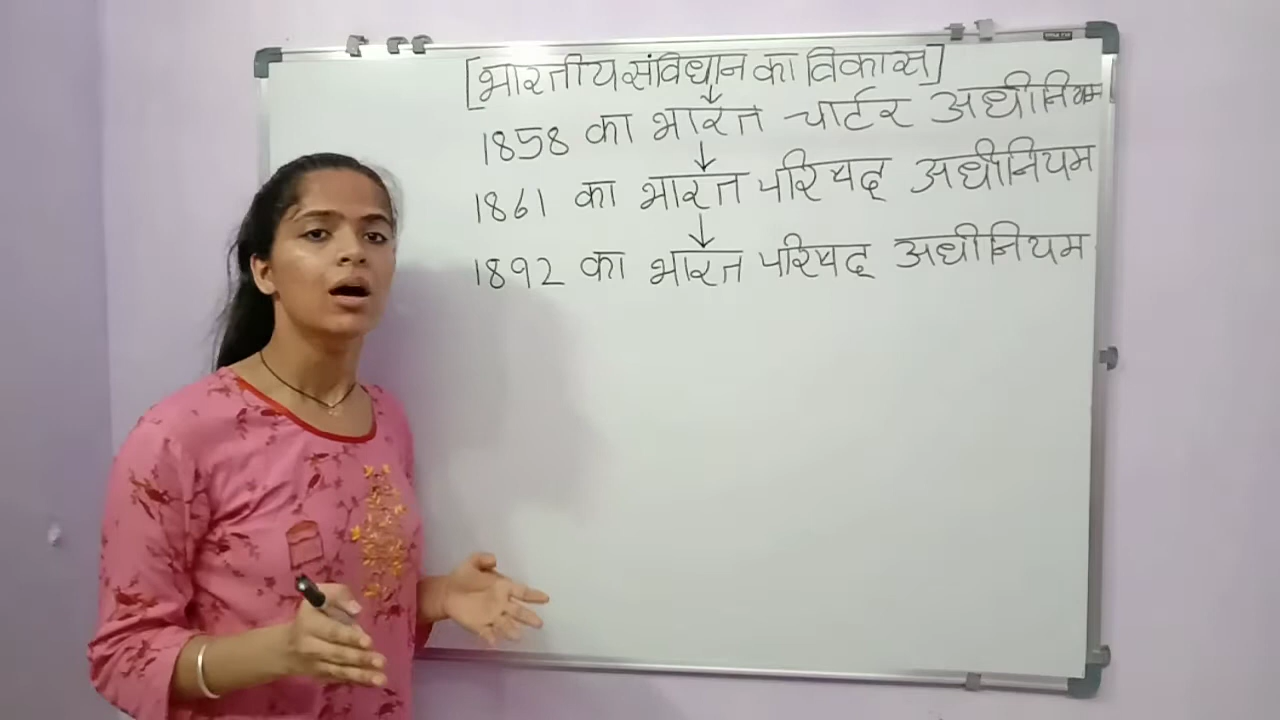 [भारतीय संविधान का विकास]
1858 का भारत चार्टर अधीनियम
1861 का भारत परिषद् अधीनियम
1892 का भारत परिषद् अधीनियम